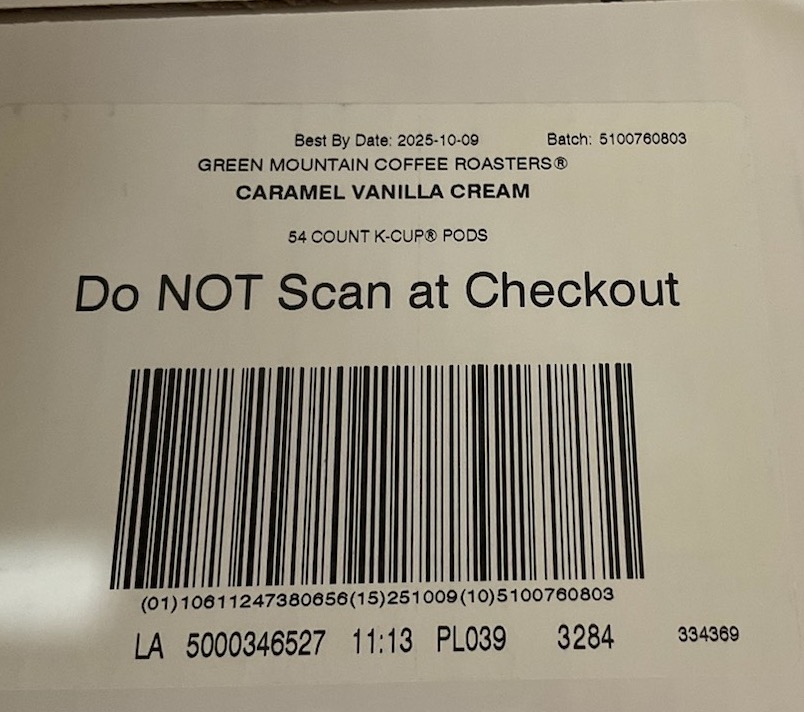 Best By Date: 2025-10-09 Batch: 5100760803
GREEN MOUNTAIN COFFEE ROASTERS®
CARAMEL VANILLA CREAM
54 COUNT K-CUP® PODS
Do NOT Scan at Checkout
(01)10611247380656(15)251009(10)5100760803
LA 5000346527 11:13 PL039 3284 334369